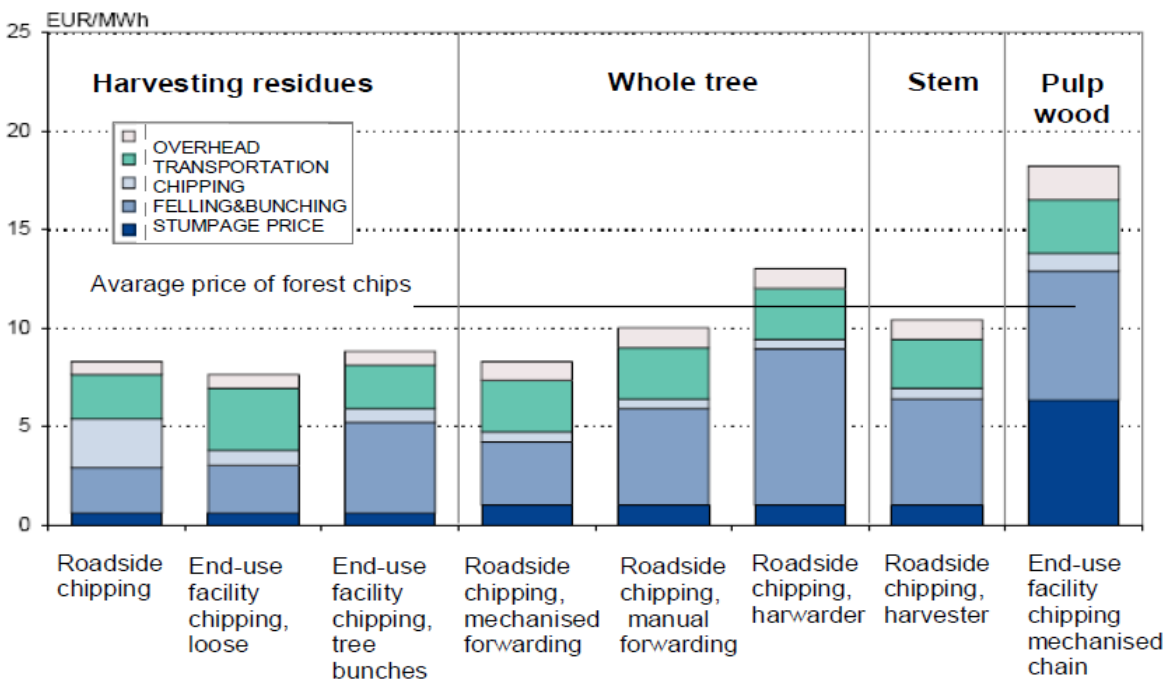 EUR/MWh
25
20
15
10
5
0
Harvesting residues
Whole tree
Stem
Pulp
wood
OVERHEAD
TRANSPORTATION
CHIPPING
FELLING&BUNCHING
STUMPAGE PRICE
Avarage price of forest chips
Roadside
chipping
End-use
facility
chipping,
loose
End-use
facility
chipping,
tree
bunches
Roadside
chipping,
mechanised
forwarding
Roadside
chipping,
manual
forwarding
Roadside
chipping,
harwarder
Roadside
chipping,
harvester
End-use
facility
chipping
mechanised
chain